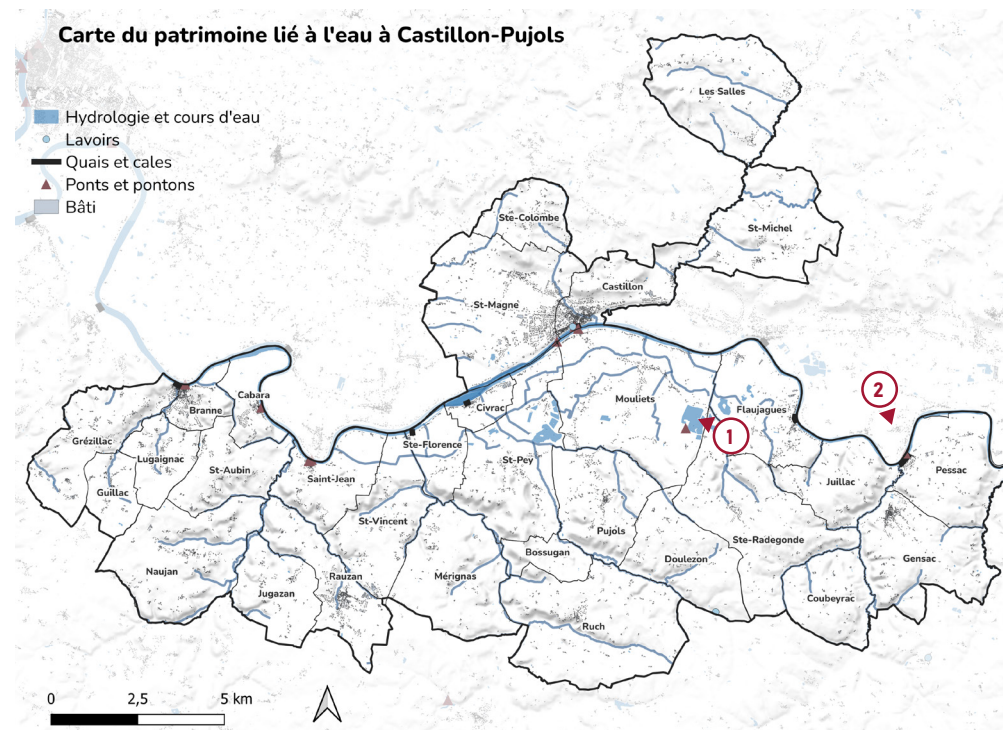 Carte du patrimoine lié à l'eau à Castillon-Pujols
Hydrologie et cours d'eau
Lavoirs
Quais et cales
Ponts et pontons
Bâti
Les Salles
St-Michel
Ste-Colombe
Castillon
St-Magne
Cabara
Branne
Civrac
Mouliets
Flaujagues
1
2
Grézillac
Lugaignac
St-Aubin
Guillac
Ste-Florence
Saint-Jean
St-Pey
Juillac
Pessac
St-Vincent
Pujols
Ste-Radegonde
Bossugan
Doulezon
Gensac
Naujan
Jugazan
Rauzan
Mérignas
Coubeyrac
Ruch
0 2,5 5 km